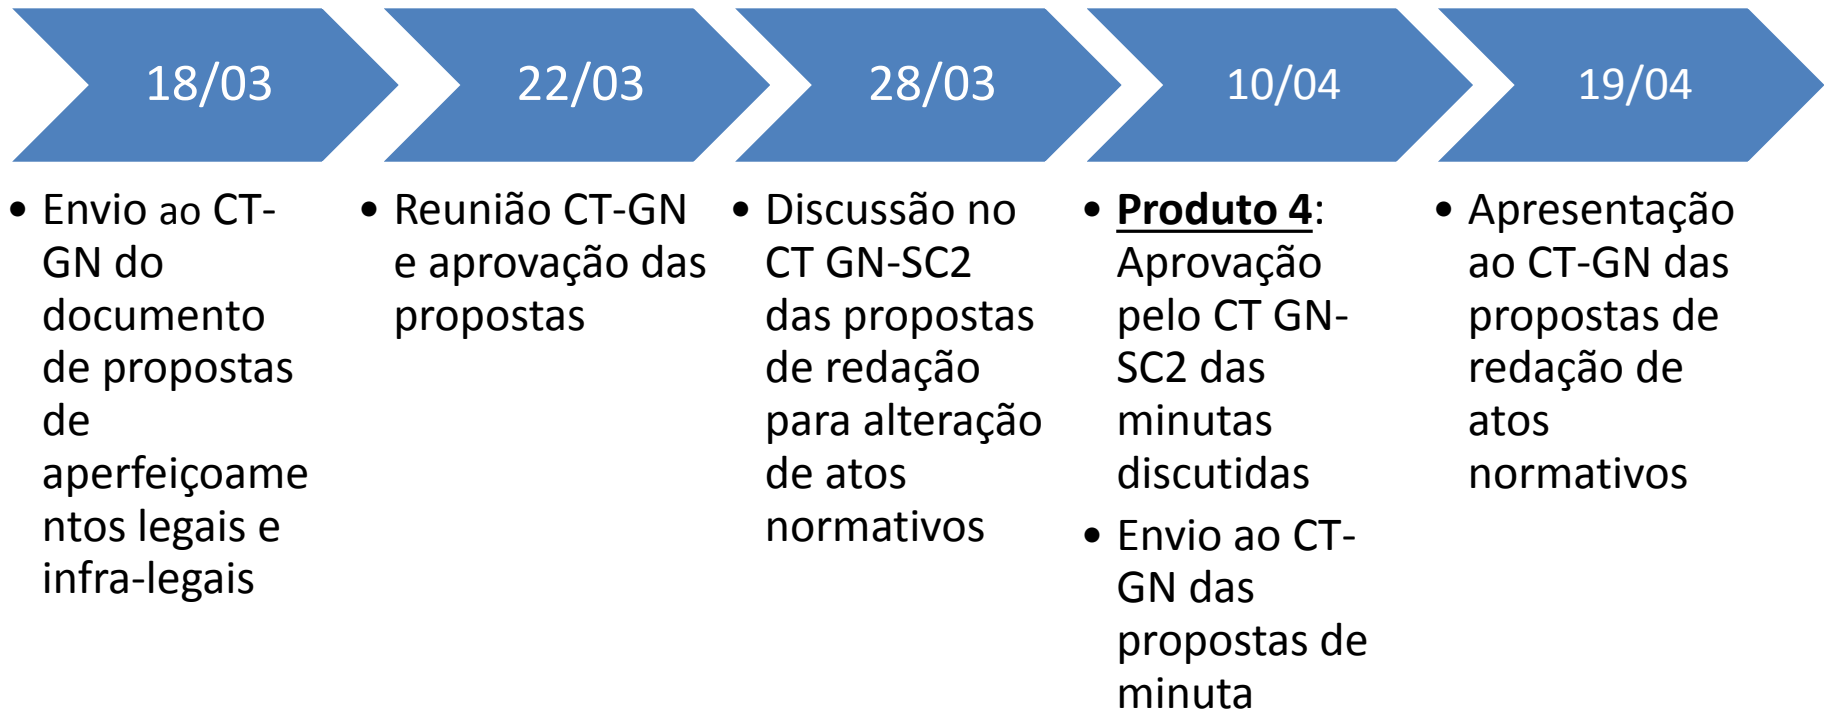 18/03
22/03
28/03
10/04
19/04
• Envio ao CT-
GN do
documento
de propostas
de
aperfeiçoame
ntos legais e
infra-legais
• Reunião CT-GN
e aprovação das
propostas
• Discussão no
CT GN-SC2
das propostas
de redação
para alteração
de atos
normativos
• Produto 4:
Aprovação
pelo CT GN-
SC2 das
minutas
discutidas
• Envio ao CT-
GN das
propostas de
minuta
• Apresentação
ao CT-GN das
propostas de
redação de
atos
normativos